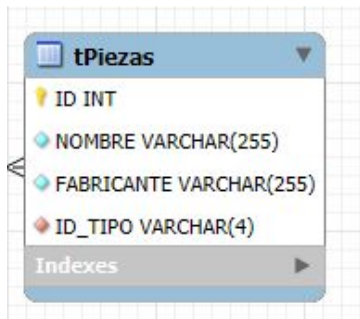 tPiezas
ID INT
NOMBRE VARCHAR(255)
FABRICANTE VARCHAR(255)
ID_TIPO VARCHAR(4)
Indexes